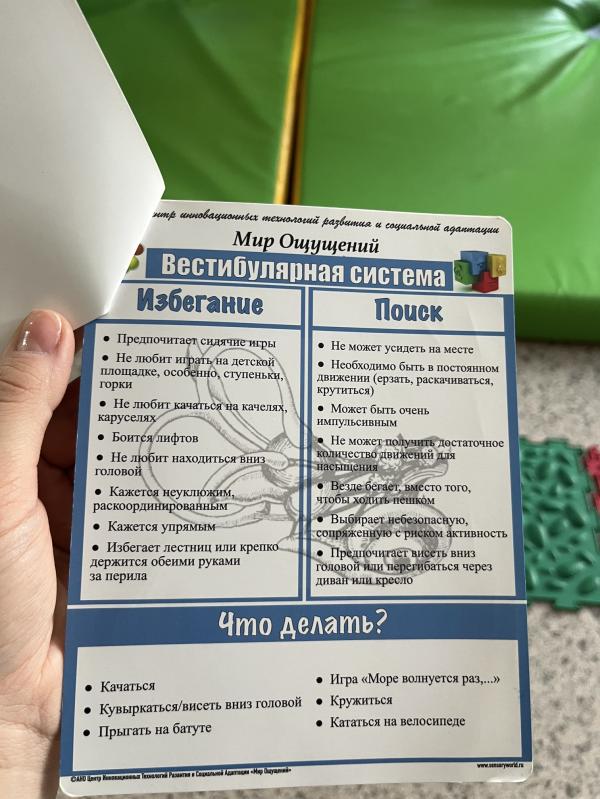 нтр инновационных технологий развития и социальной адаптации
Мир Ощущений
Вестибулярная система
Избегание
• Предпочитает сидячие игры
• Не любит играть на детской
площадке, особенно, ступеньки,
горки
• Не любит качаться на качелях,
каруселях
• Боится лифтов
• Не любит находиться вниз
головой
• Кажется неуклюжим,
раскоординированным
• Кажется упрямым
• Избегает лестниц или крепко
держится обеими руками
за перила
Поиск
• Не может усидеть на месте
• Необходимо быть в постоянном
движении (ерзать, раскачиваться,
крутиться)
• Может быть очень
импульсивным
• Не может получить достаточное
количество движений для
насыщения
• Везде бегает, вместо того,
чтобы ходить пешком
• Выбирает небезопасную,
сопряженную с риском активность
• Предпочитает висеть вниз
головой или перегибаться через
диван или кресло
Что делать?
• Качаться
• Кувыркаться/висеть вниз головой
• Прыгать на батуте
• Игра «Море волнуется раз,...»
• Кружиться
• Кататься на велосипеде
©АНО Центр Инновационных Технологий Развития и Социальной Адаптации «Мир Ощущений»
www.sensoryworld.ru